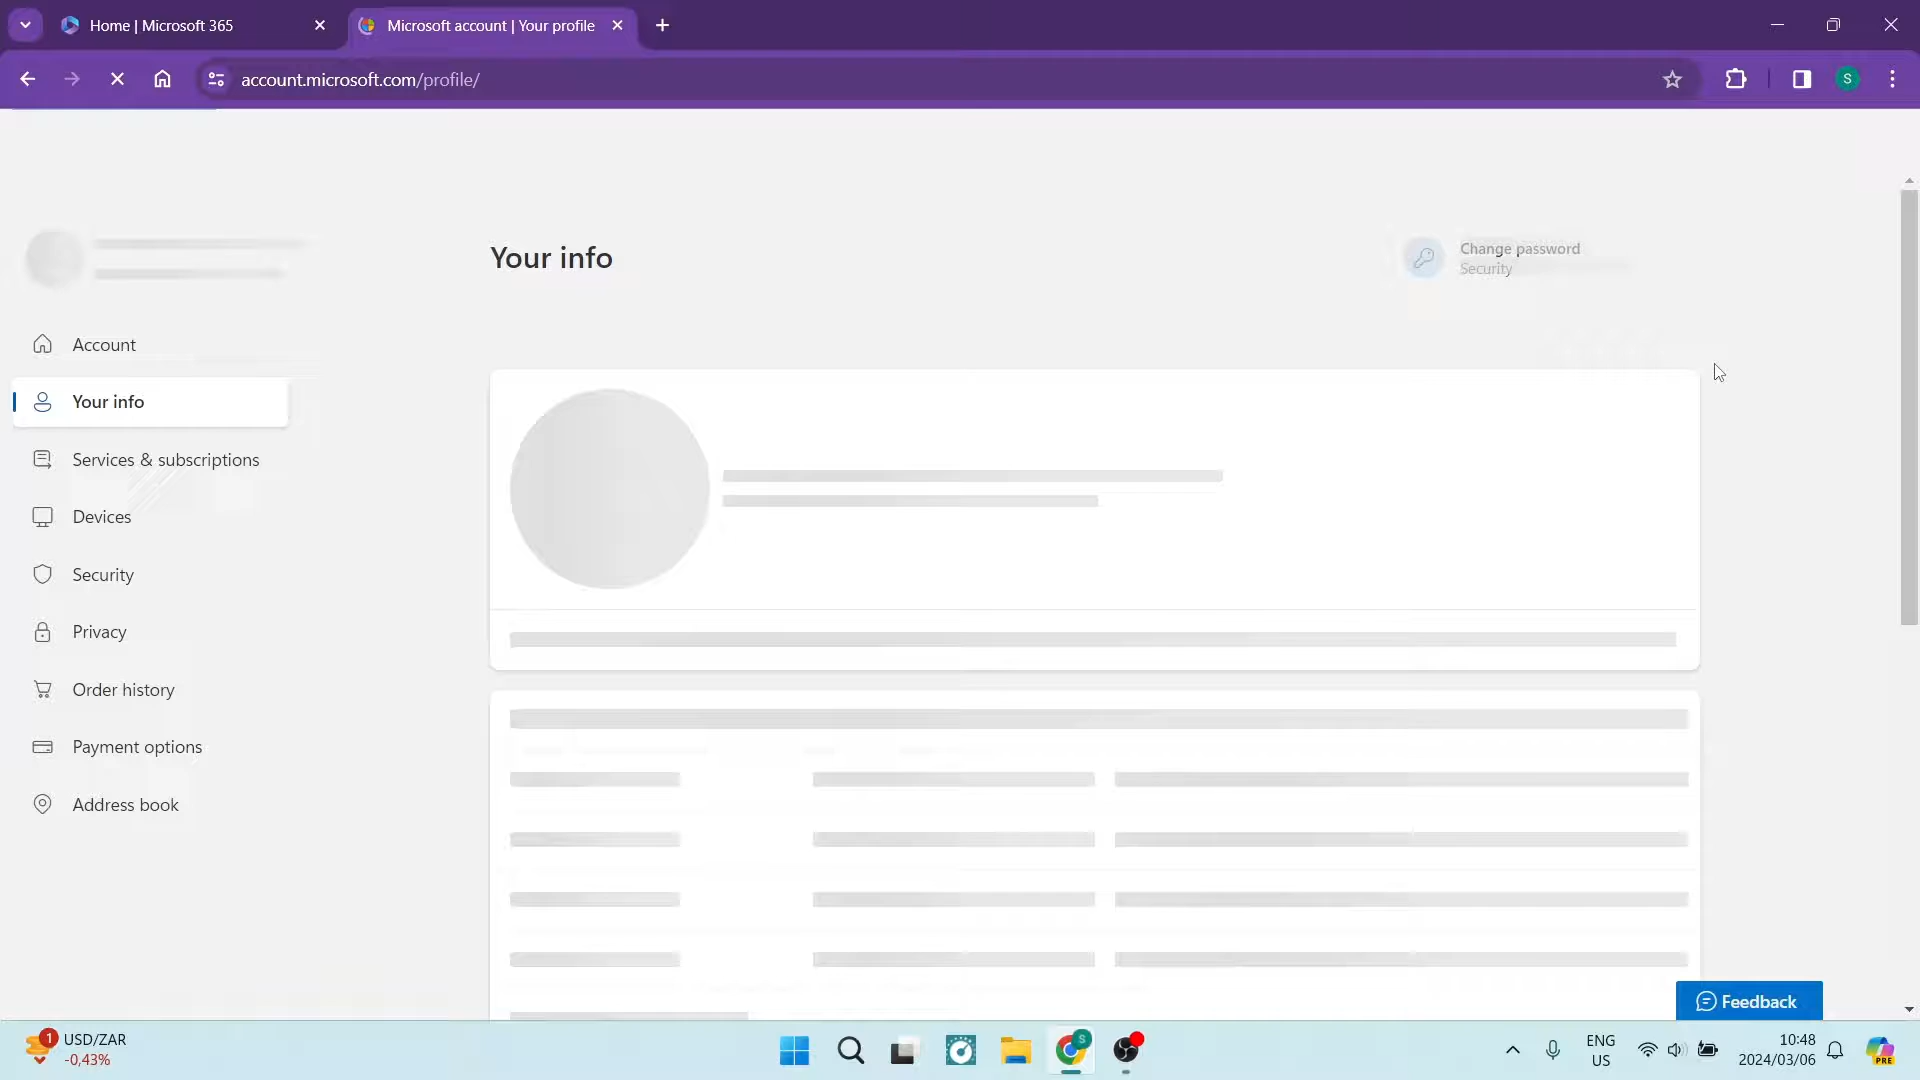 Home | Microsoft 365
Microsoft account | Your profile
account.microsoft.com/profile/
S
Your info
Change password
Security
Account
Your info
Services & subscriptions
Devices
Security
Privacy
Order history
Payment options
Address book
Feedback
1
USD/ZAR
-0,43%
S
ENG
US
10:48
2024/03/06
PRE